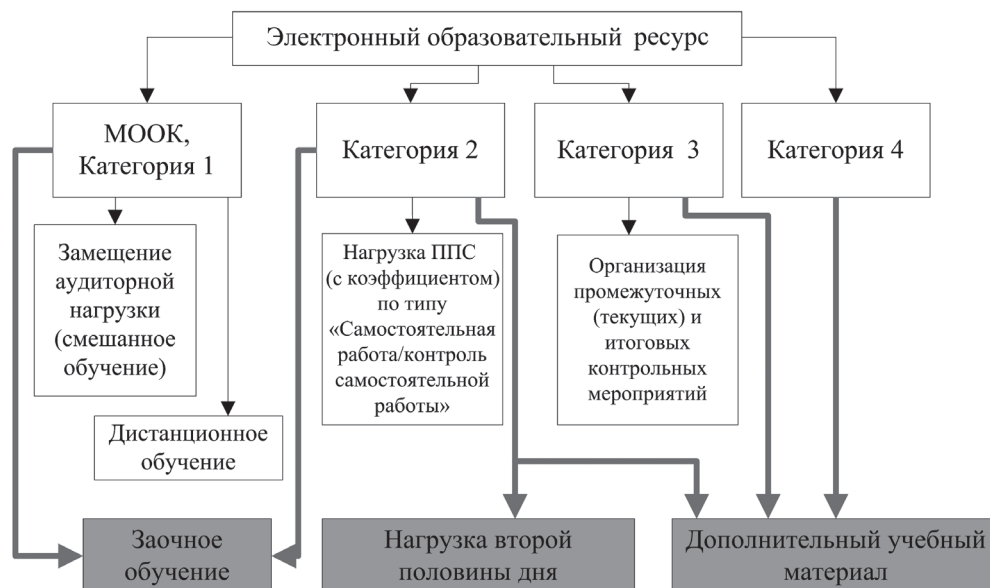 Электронный образовательный ресурс
МООК,
Категория 1
Категория 2
Категория 3
Категория 4
Замещение
аудиторной
нагрузки
(смешанное
обучение)
Нагрузка ППС
(с коэффициентом)
по типу
«Самостоятельная
работа/контроль
самостоятельной
работы»
Организация
промежуточных
(текущих) и
итоговых
контрольных
мероприятий
Дистанционное
обучение
Заочное
обучение
Нагрузка второй
половины дня
Дополнительный учебный
материал